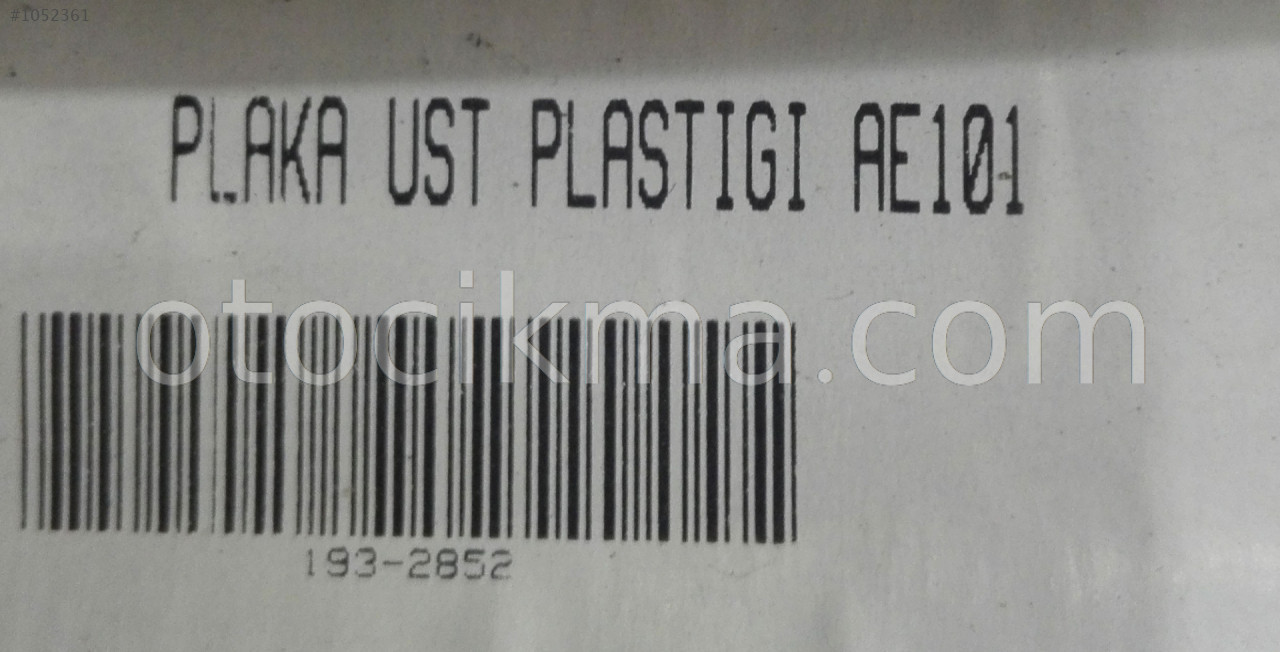 #1052361
PLAKA UST PLASTIGI AE101
otocikma.com
193-2852